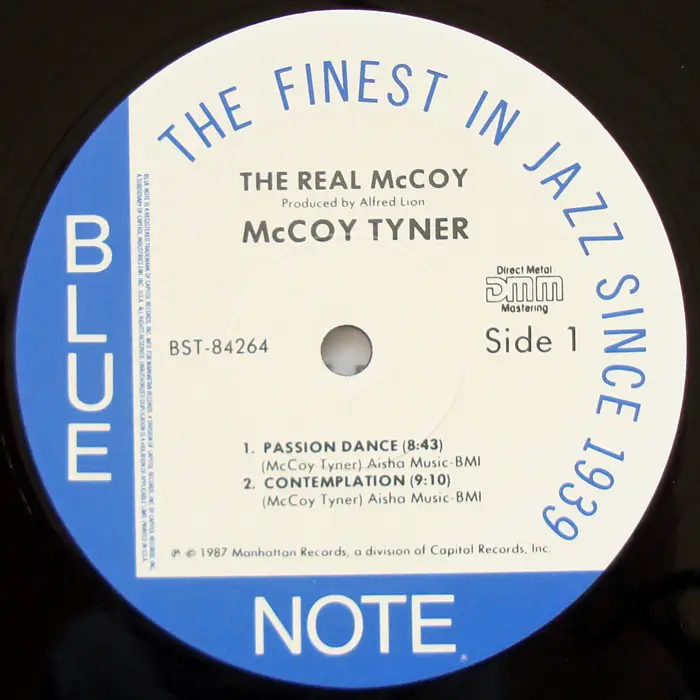 THE FINEST IN JAZZ SINCE 1939
THE REAL McCOY
Produced by Alfred Lion
McCOY TYNER
Direct Metal
DMM
Mastering
BST-84264
Side 1
1. PASSION DANCE (8:43)
(McCoy Tyner) Aisha Music-BMI
2. CONTEMPLATION (9:10)
(McCoy Tyner) Aisha Music-BMI
℗ © 1987 Manhattan Records, a division of Capitol Records, Inc.
BLUE
NOTE
®